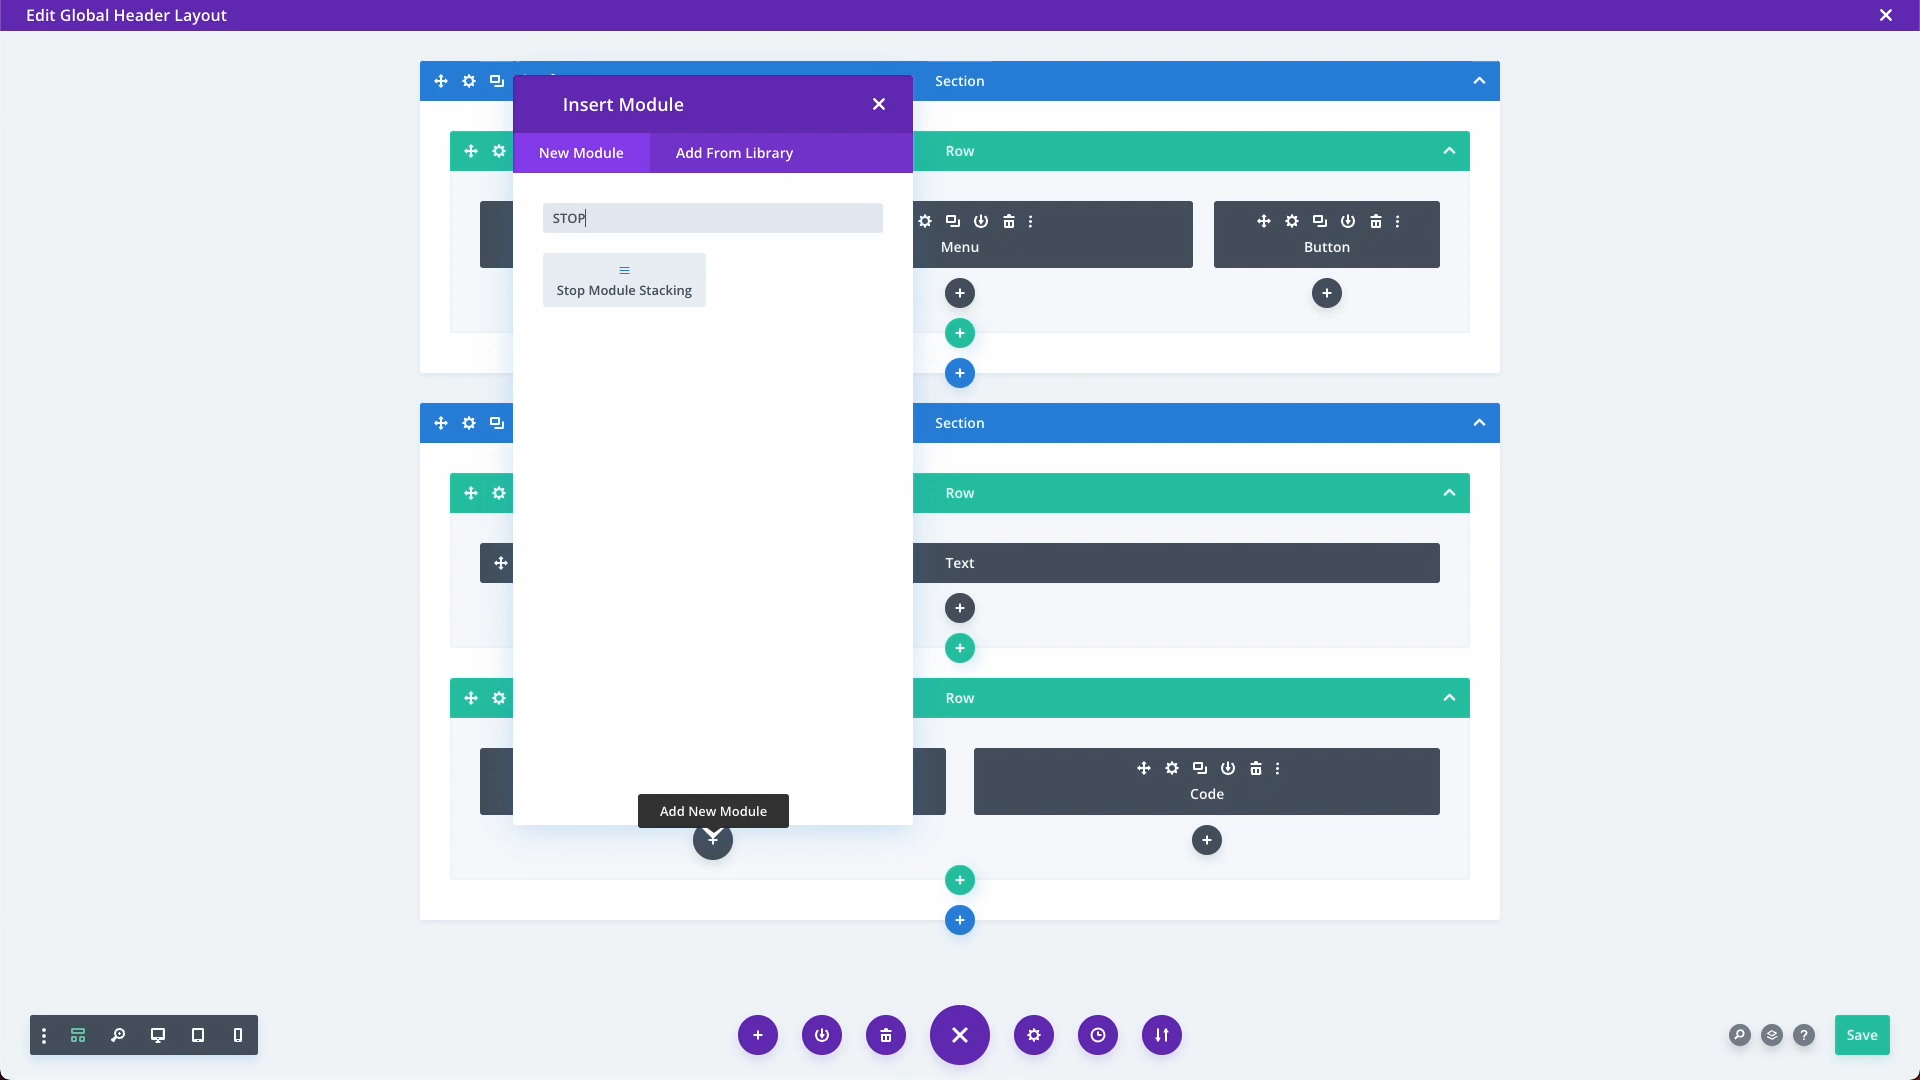 Edit Global Header Layout
Section
Insert Module
New Module
Add From Library
Row
STOP
Menu
Button
Stop Module Stacking
Section
Row
Text
Row
Code
Add New Module
?
Save